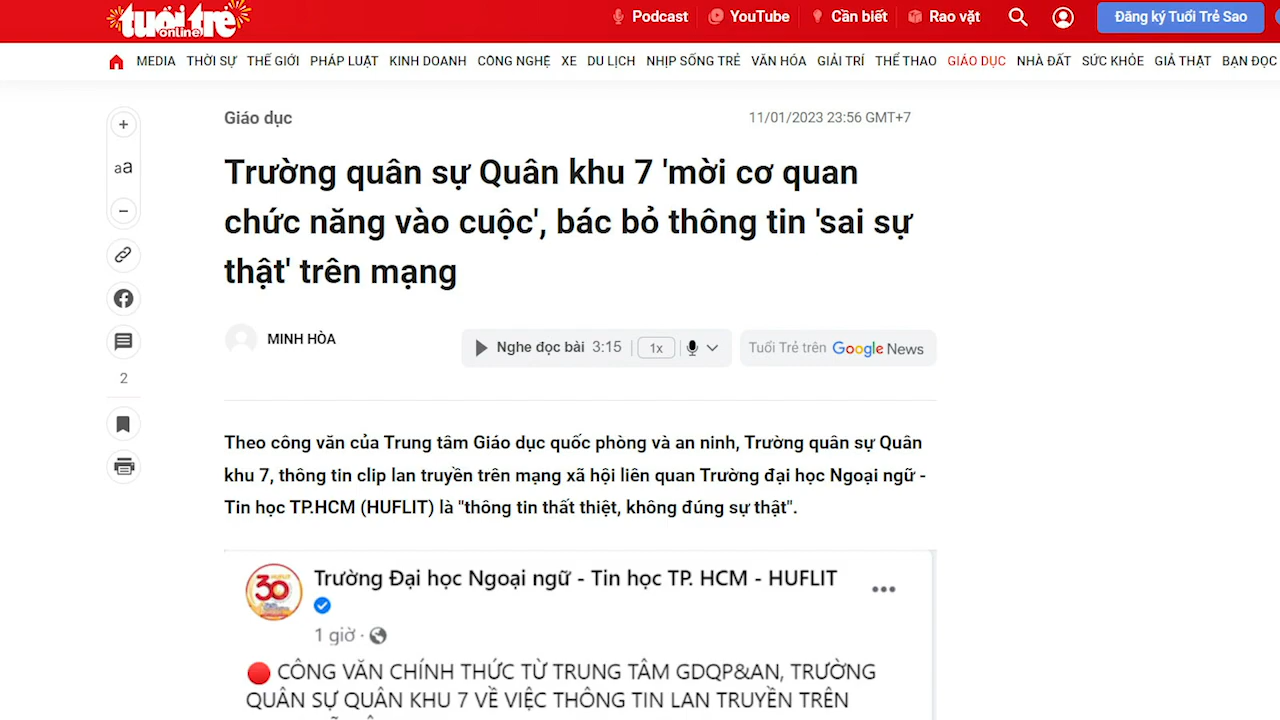 tuổi trẻ
online
Podcast YouTube Cần biết Rao vặt Đăng ký Tuổi Trẻ Sao
MEDIA THỜI SỰ THẾ GIỚI PHÁP LUẬT KINH DOANH CÔNG NGHỆ XE DU LỊCH NHỊP SỐNG TRẺ VĂN HÓA GIẢI TRÍ THỂ THAO GIÁO DỤC NHÀ ĐẤT SỨC KHỎE GIẢ THẬT BẠN ĐỌC
Giáo dục 11/01/2023 23:56 GMT+7
+
aa
−
2
Trường quân sự Quân khu 7 'mời cơ quan
chức năng vào cuộc', bác bỏ thông tin 'sai sự
thật' trên mạng
MINH HÒA Nghe đọc bài 3:15 1x Tuổi Trẻ trên Google News
Theo công văn của Trung tâm Giáo dục quốc phòng và an ninh, Trường quân sự Quân
khu 7, thông tin clip lan truyền trên mạng xã hội liên quan Trường đại học Ngoại ngữ -
Tin học TP.HCM (HUFLIT) là "thông tin thất thiệt, không đúng sự thật".
HUFLIT
30
Trường Đại học Ngoại ngữ - Tin học TP. HCM - HUFLIT
1 giờ ·
CÔNG VĂN CHÍNH THỨC TỪ TRUNG TÂM GDQP&AN, TRƯỜNG
QUÂN SỰ QUÂN KHU 7 VỀ VIỆC THÔNG TIN LAN TRUYỀN TRÊN